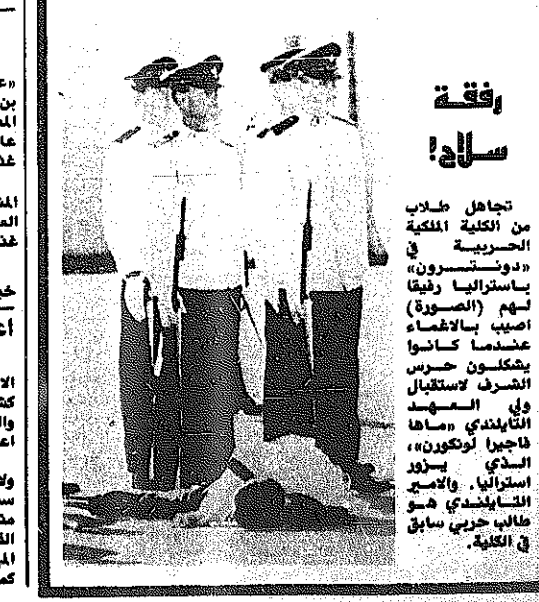 رفقة
سلاح!
تجاهل طلاب
من الكلية الملكية
الحربية في
«دونتسرون»
باستراليا رفيقا
لهم (الصورة)
اصيب بالاغماء
عندما كانوا
يشكلون حرس
الشرف لاستقبال
ولي العهد
التايلندي «ماها
فاجيرا لونكورن»،
الذي يزور
استراليا. والامير
التايلندي هو
طالب حربي سابق
في الكلية.